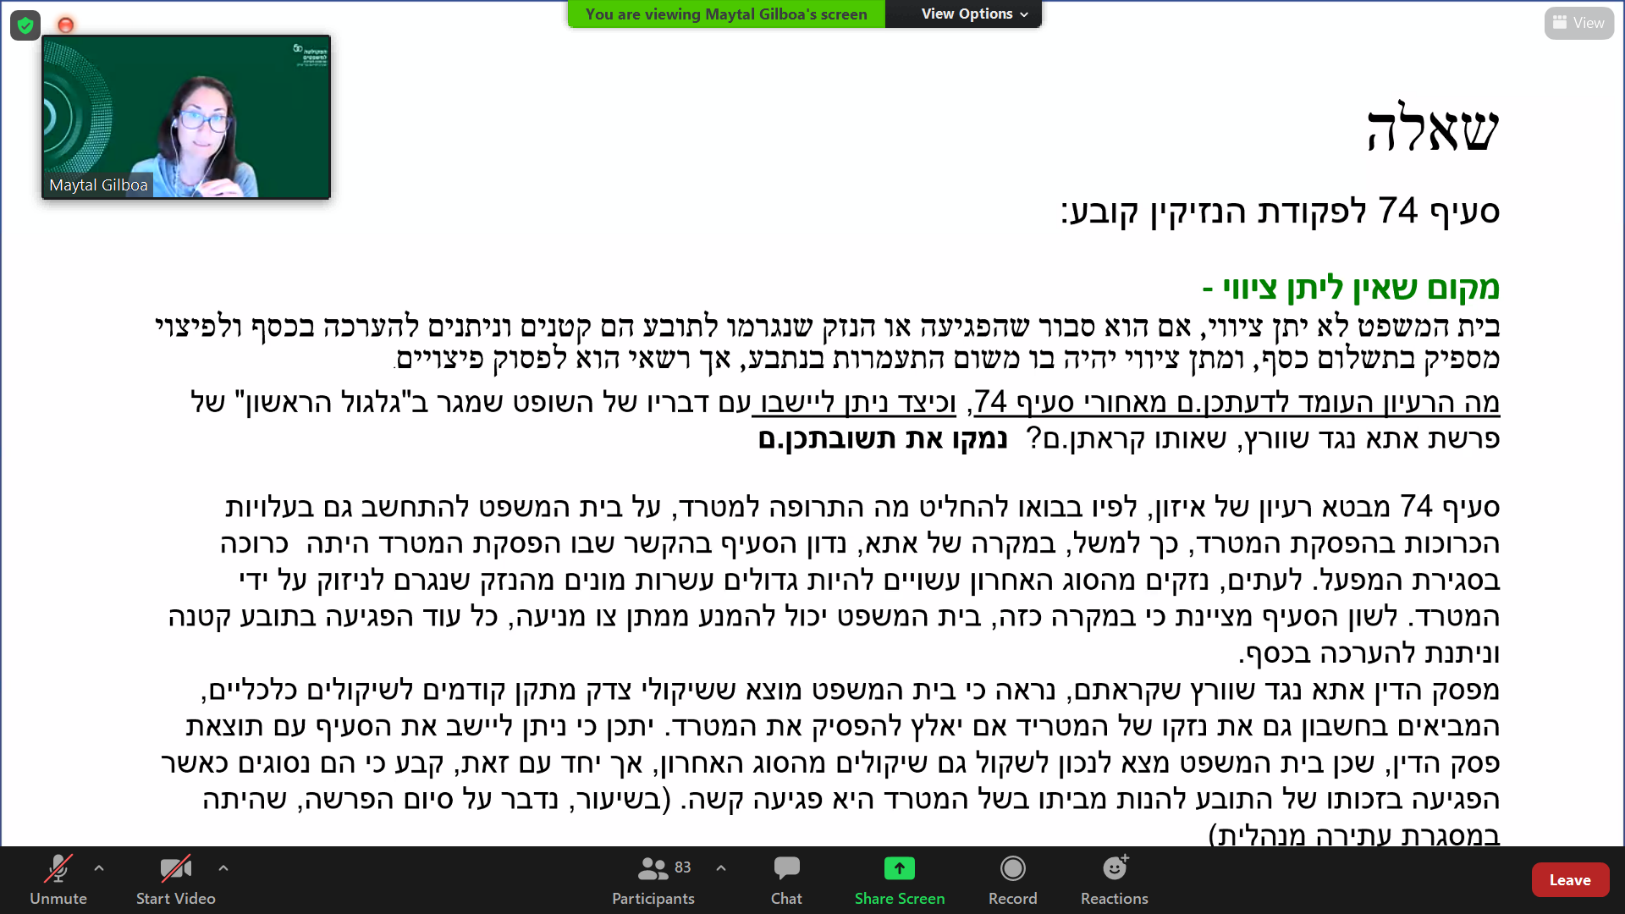 You are viewing Maytal Gilboa's screen
View Options
View
Maytal Gilboa
שאלה
סעיף 74 לפקודת הנזיקין קובע:
מקום שאין ליתן ציווי -
בית המשפט לא יתן ציווי, אם הוא סבור שהפגיעה או הנזק שנגרמו לתובע הם קטנים וניתנים להערכה בכסף ולפיצוי
מספיק בתשלום כסף, ומתן ציווי יהיה בו משום התעמרות בנתבע, אך רשאי הוא לפסוק פיצויים.
מה הרעיון העומד לדעתכן.ם מאחורי סעיף 74, וכיצד ניתן ליישבו עם דבריו של השופט שמגר ב"גלגול הראשון" של
פרשת אתא נגד שוורץ, שאותו קראתן.ם? נמקו את תשובתכן.ם
סעיף 74 מבטא רעיון של איזון, לפיו בבואו להחליט מה התרופה למטרד, על בית המשפט להתחשב גם בעלויות
הכרוכות בהפסקת המטרד, כך למשל, במקרה של אתא, נדון הסעיף בהקשר שבו הפסקת המטרד היתה כרוכה
בסגירת המפעל. לעתים, נזקים מהסוג האחרון עשויים להיות גדולים עשרות מונים מהנזק שנגרם לניזוק על ידי
המטרד. לשון הסעיף מציינת כי במקרה כזה, בית המשפט יכול להמנע ממתן צו מניעה, כל עוד הפגיעה בתובע קטנה
וניתנת להערכה בכסף.
מפסק הדין אתא נגד שוורץ שקראתם, נראה כי בית המשפט מוצא ששיקולי צדק מתקן קודמים לשיקולים כלכליים,
המביאים בחשבון גם את נזקו של המטריד אם יאלץ להפסיק את המטרד. יתכן כי ניתן ליישב את הסעיף עם תוצאת
פסק הדין, שכן בית המשפט מצא לנכון לשקול גם שיקולים מהסוג האחרון, אך יחד עם זאת, קבע כי הם נסוגים כאשר
הפגיעה בזכותו של התובע להנות מביתו בשל המטרד היא פגיעה קשה. (בשיעור, נדבר על סיום הפרשה, שהיתה
במסגרת עתירה מנהלית)
Unmute
Start Video
83
Participants
Chat
Share Screen
Record
Reactions
Leave